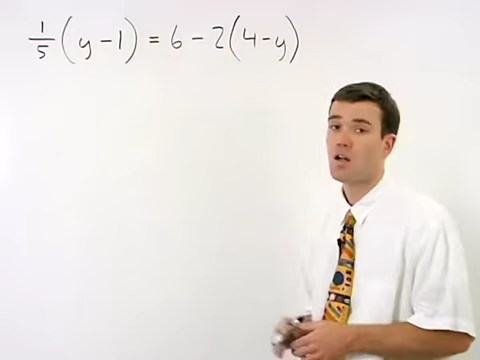 1/5 (y - 1) = 6 - 2(4 - y)